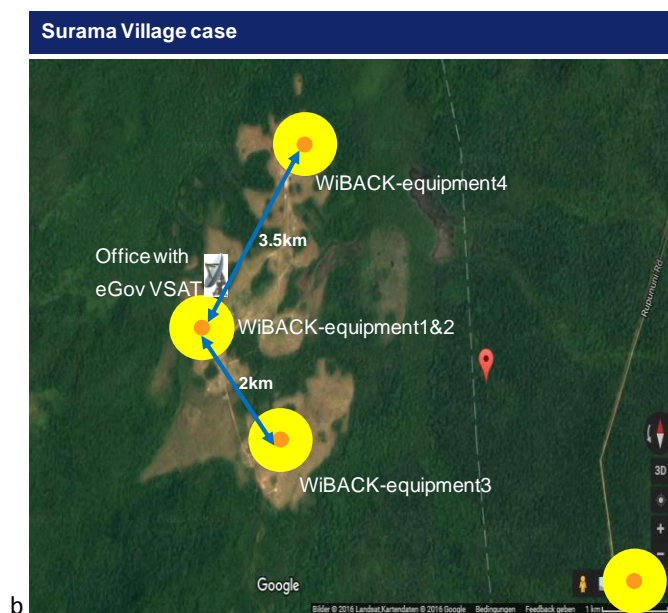 Surama Village case
WiBACK-equipment4
3.5km
Office with
eGov VSAT
WiBACK-equipment1&2
2km
WiBACK-equipment3
Rupununi Rd
3D
Google
Bilder © 2016 Landsat,Kartendaten © 2016 Google Bedingungen Feedback geben 1 km
b